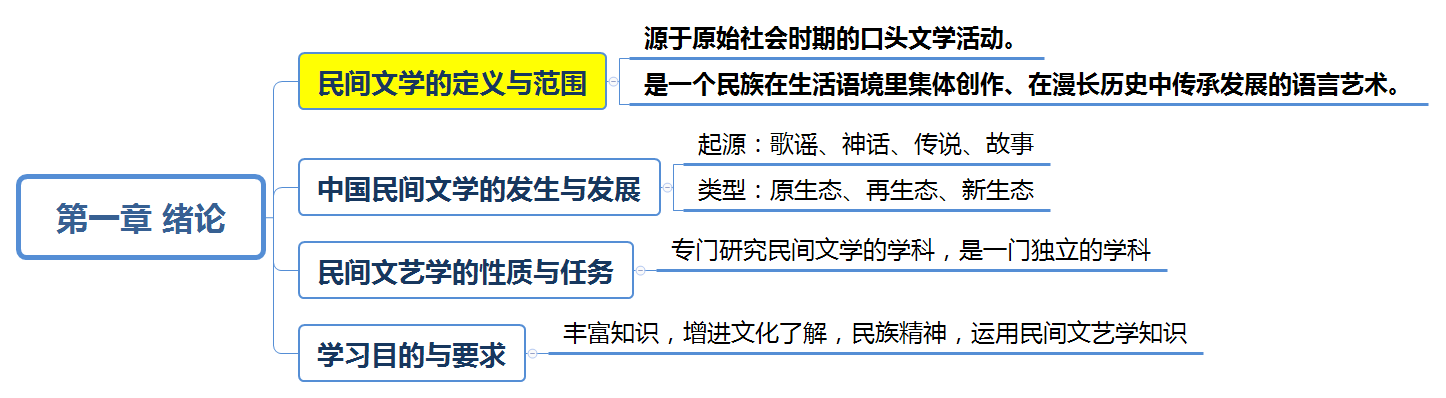 第一章 绪论
民间文学的定义与范围
源于原始社会时期的口头文学活动。
是一个民族在生活语境里集体创作、在漫长历史中传承发展的语言艺术。
中国民间文学的发生与发展
起源：歌谣、神话、传说、故事
类型：原生态、再生态、新生态
民间文艺学的性质与任务
专门研究民间文学的学科，是一门独立的学科
学习目的与要求
丰富知识，增进文化了解，民族精神，运用民间文艺学知识